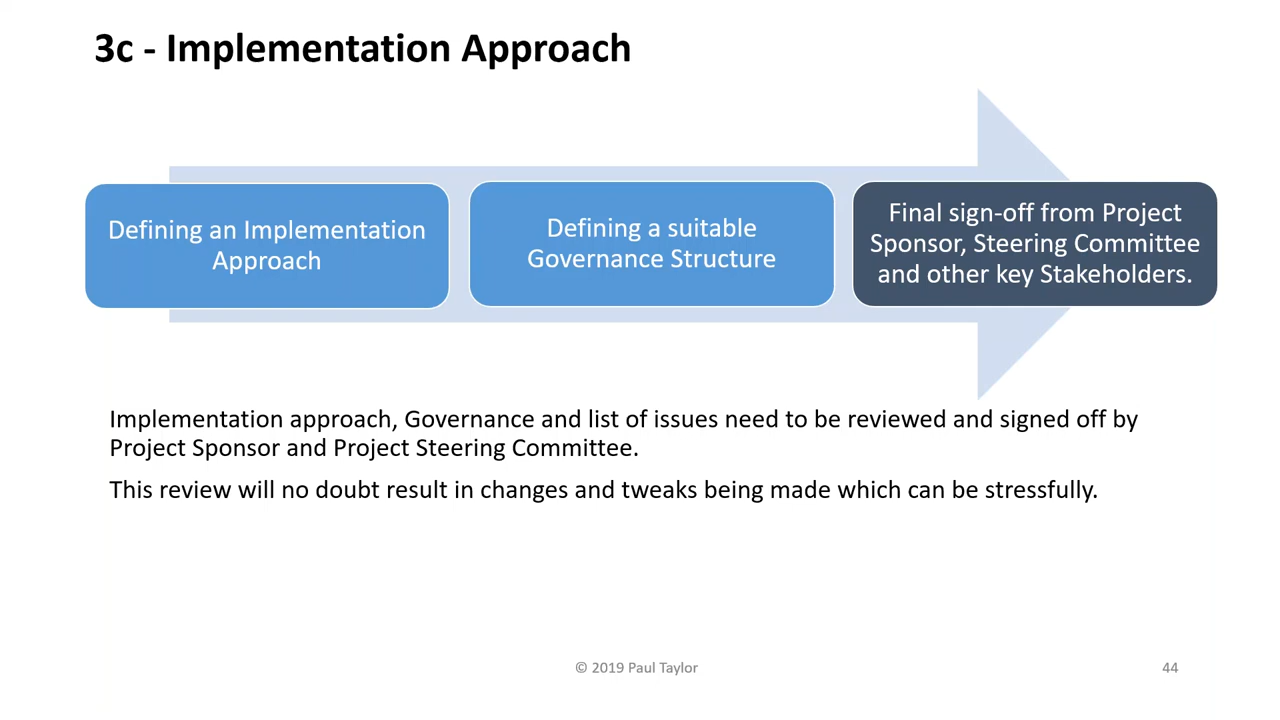 3c - Implementation Approach
Defining an Implementation
Approach
Defining a suitable
Governance Structure
Final sign-off from Project
Sponsor, Steering Committee
and other key Stakeholders.
Implementation approach, Governance and list of issues need to be reviewed and signed off by
Project Sponsor and Project Steering Committee.
This review will no doubt result in changes and tweaks being made which can be stressfully.
© 2019 Paul Taylor
44